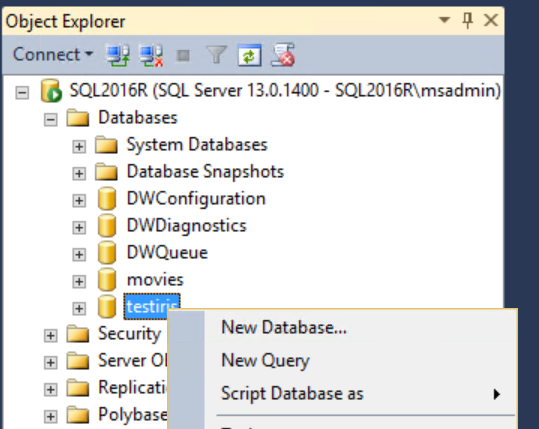 Object Explorer
Connect
SQL2016R (SQL Server 13.0.1400 - SQL2016R\msadmin)
Databases
System Databases
Database Snapshots
DWConfiguration
DWDiagnostics
DWQueue
movies
testiris
New Database...
Security
New Query
Server Ol
Script Database as
Replicati
Polybase